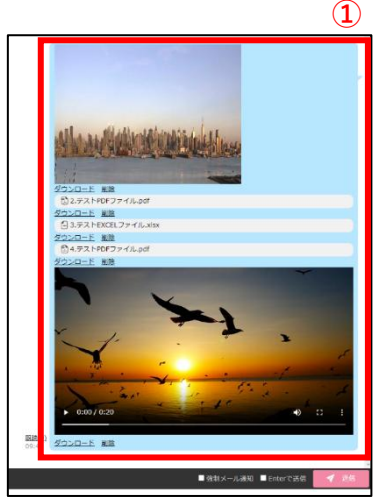 ①
ダウンロード 削除
2.テストPDFファイル.pdf
ダウンロード 削除
3.テストEXCELファイル.xlsx
ダウンロード 削除
4.テストPDFファイル.pdf
ダウンロード 削除
0:00 / 0:20
ダウンロード 削除
強制メール通知 Enterで送信 送信